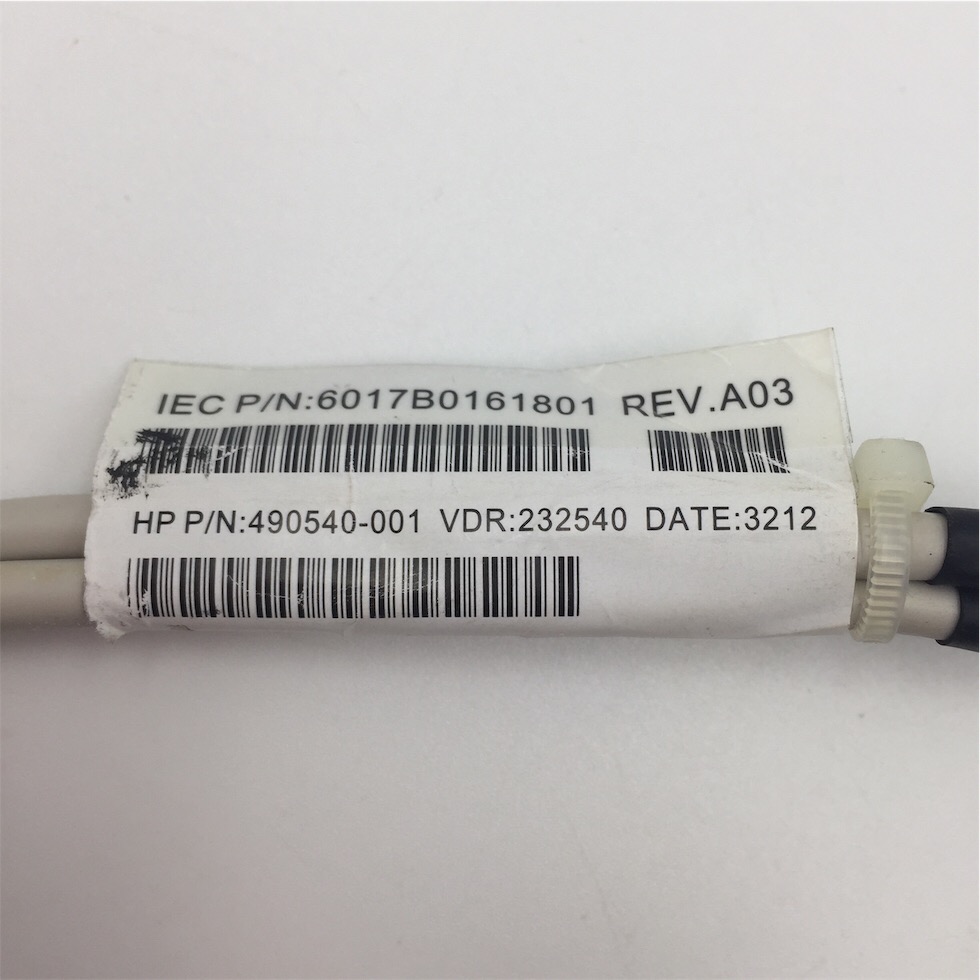 IEC P/N:6017B0161801 REV.A03
HP P/N:490540-001 VDR:232540 DATE:3212